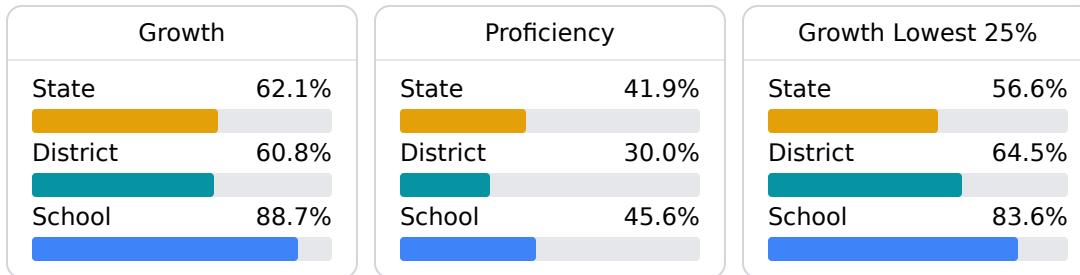 Growth
State 62.1%
District 60.8%
School 88.7%
Proficiency
State 41.9%
District 30.0%
School 45.6%
Growth Lowest 25%
State 56.6%
District 64.5%
School 83.6%